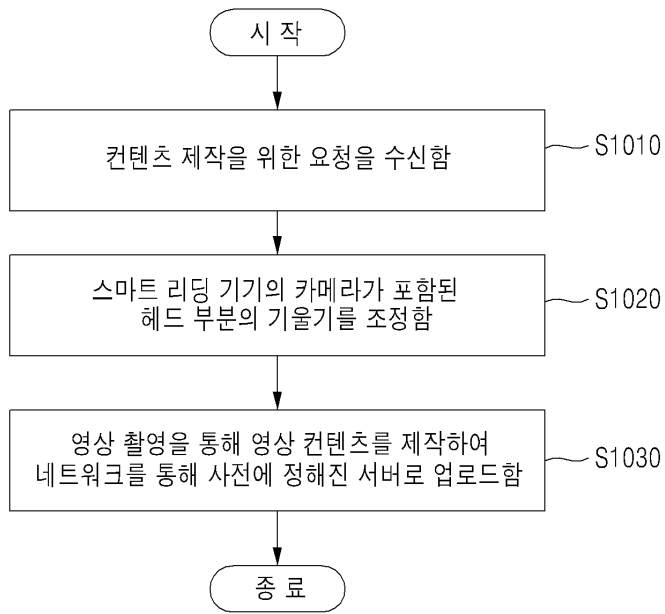 시 작
컨텐츠 제작을 위한 요청을 수신함
S1010
스마트 리딩 기기의 카메라가 포함된
헤드 부분의 기울기를 조정함
S1020
영상 촬영을 통해 영상 컨텐츠를 제작하여
네트워크를 통해 사전에 정해진 서버로 업로드함
S1030
종 료